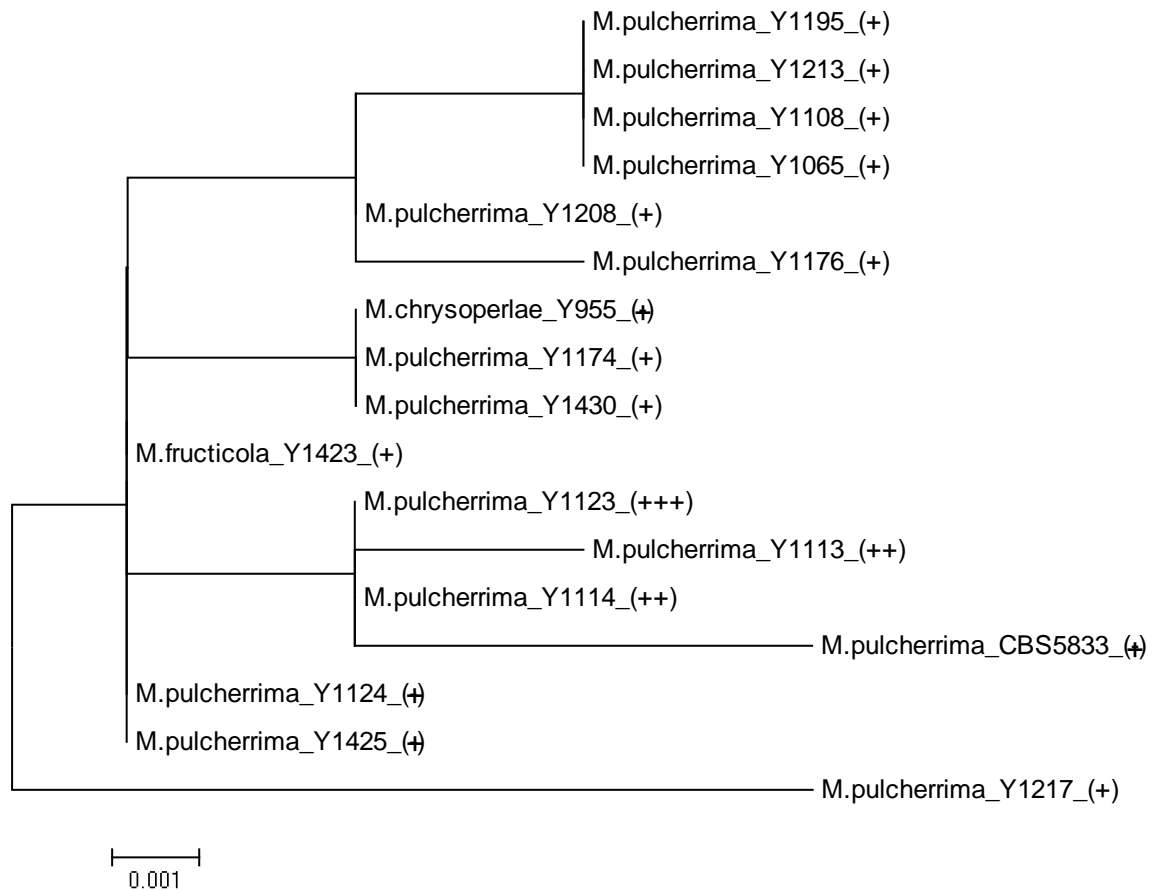 M.pulcherrima_Y1195_(+)
M.pulcherrima_Y1213_(+)
M.pulcherrima_Y1108_(+)
M.pulcherrima_Y1065_(+)
M.pulcherrima_Y1208_(+)
M.pulcherrima_Y1176_(+)
M.chrysoperlae_Y955_(+)
M.pulcherrima_Y1174_(+)
M.pulcherrima_Y1430_(+)
M.fructicola_Y1423_(+)
M.pulcherrima_Y1123_(+++)
M.pulcherrima_Y1113_(++)
M.pulcherrima_Y1114_(++)
M.pulcherrima_CBS5833_(+)
M.pulcherrima_Y1124_(+)
M.pulcherrima_Y1425_(+)
M.pulcherrima_Y1217_(+)
0.001